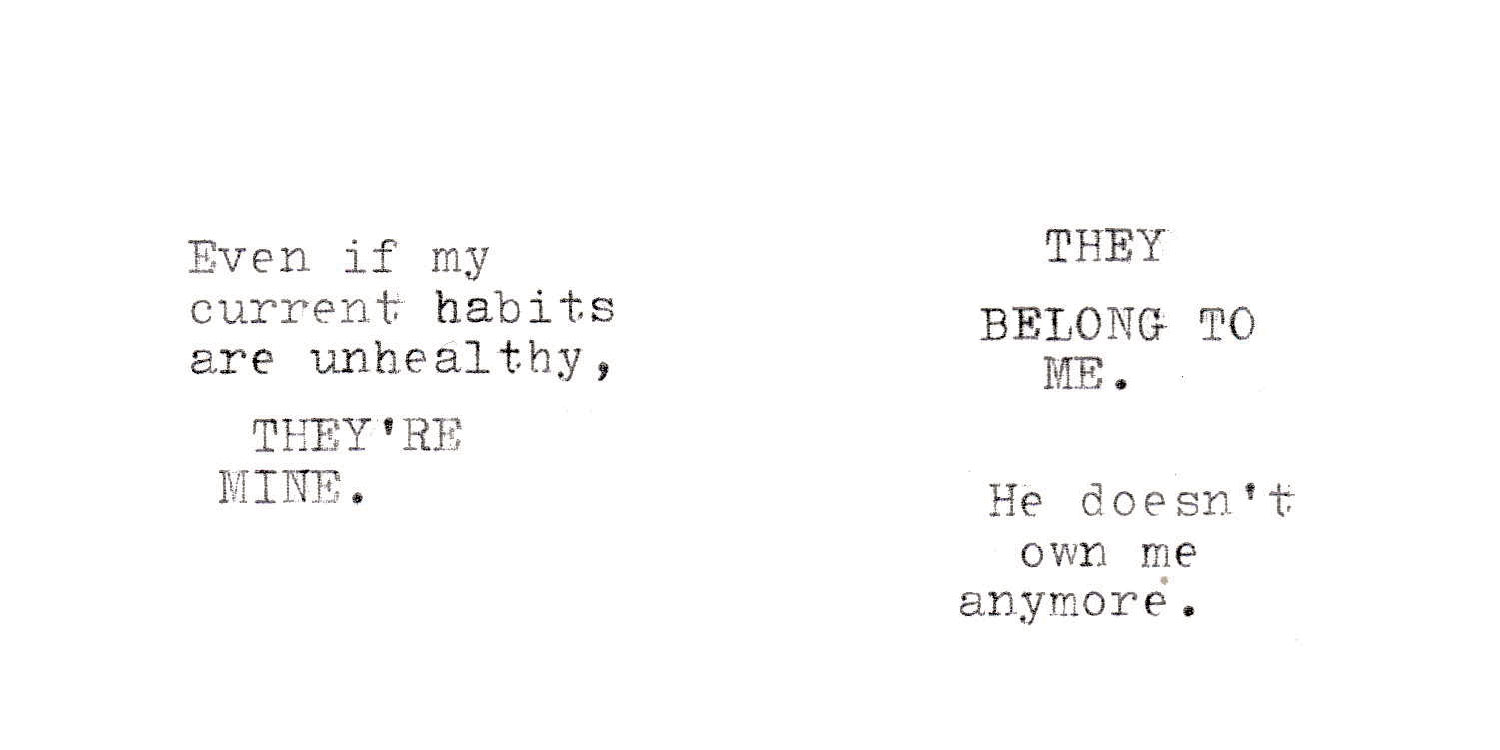 Even if my
current habits
are unhealthy,
THEY'RE
MINE.
THEY
BELONG TO
ME.
He doesn't
own me
anymore.